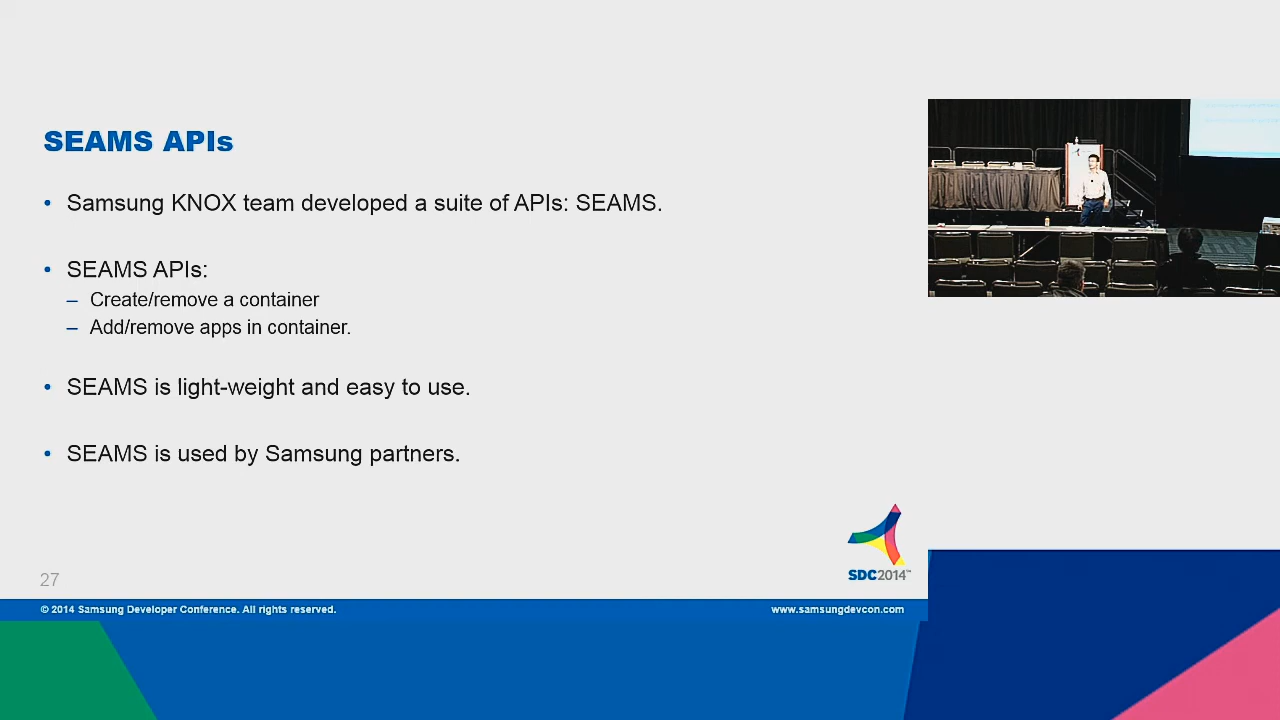 SEAMS APIs
• Samsung KNOX team developed a suite of APIs: SEAMS.
• SEAMS APIs:
– Create/remove a container
– Add/remove apps in container.
• SEAMS is light-weight and easy to use.
• SEAMS is used by Samsung partners.
SDC2014™
27
© 2014 Samsung Developer Conference. All rights reserved.
www.samsungdevcon.com